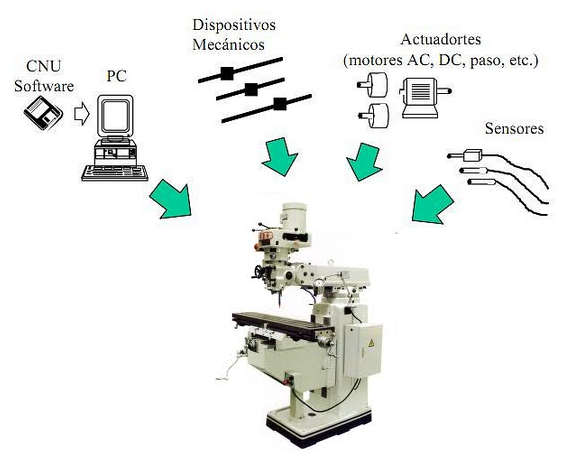 Dispositivos
Mecánicos
Actuadortes
(motores AC, DC, paso, etc.)
CNU
Software
PC
Sensores